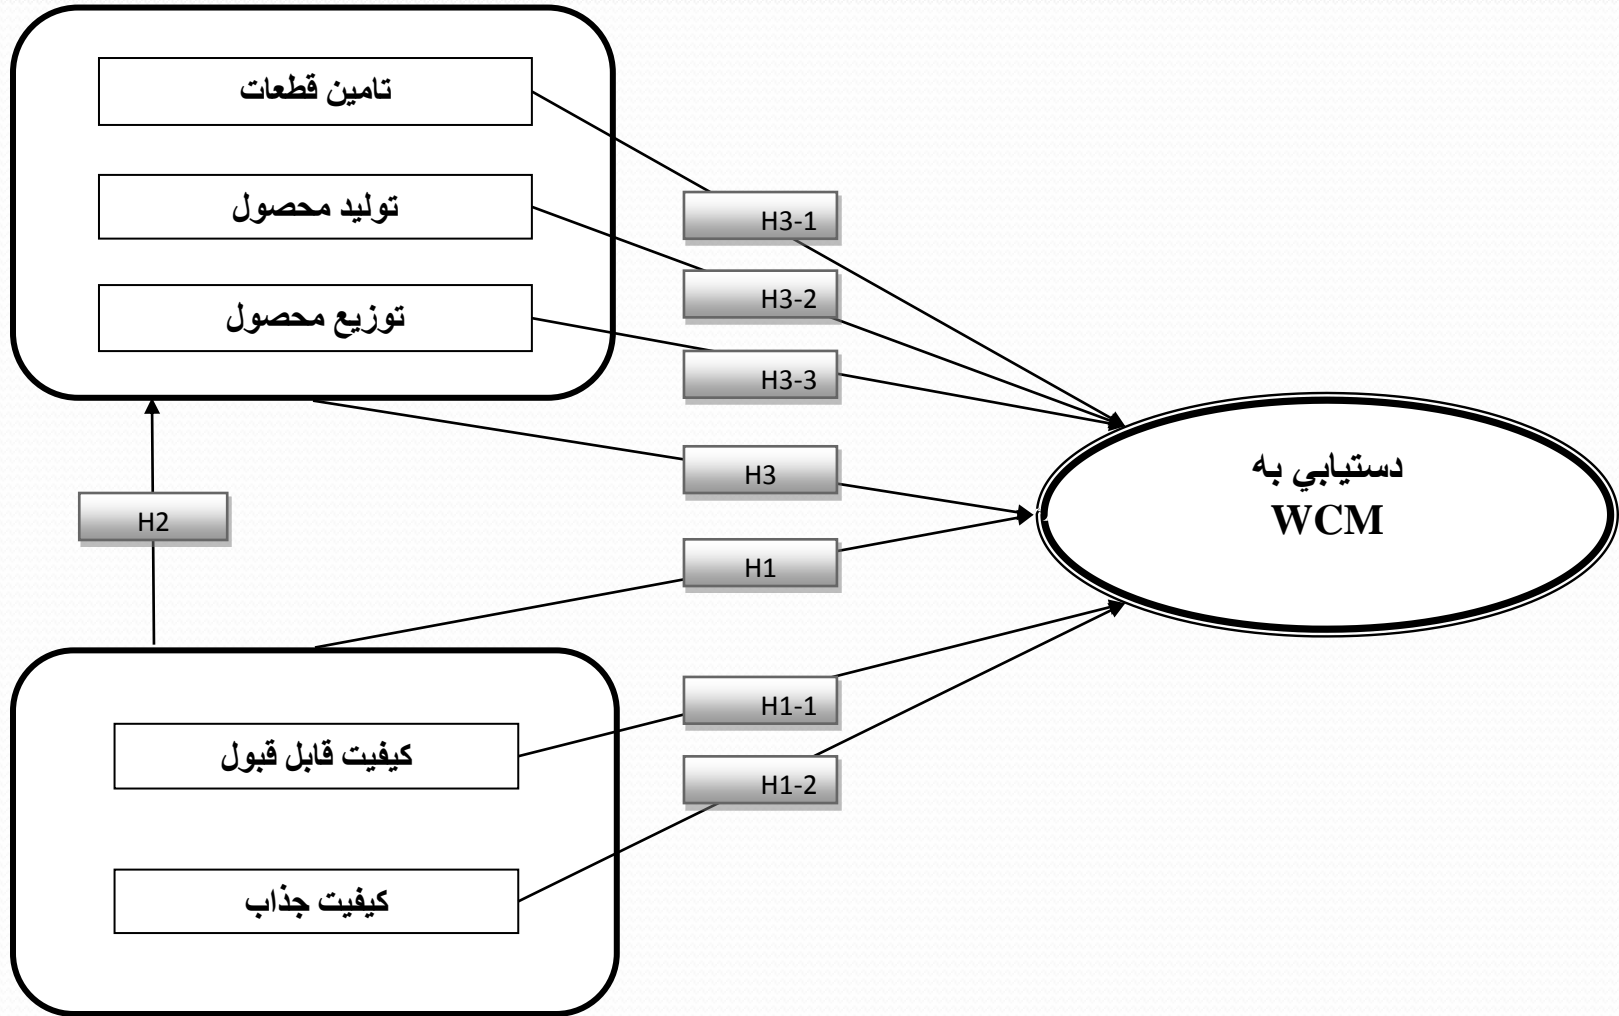 تامين قطعات
توليد محصول
توزيع محصول
H3-1
H3-2
H3-3
H3
H2
H1
H1-1
H1-2
دستيابي به
WCM
كيفيت قابل قبول
كيفيت جذاب